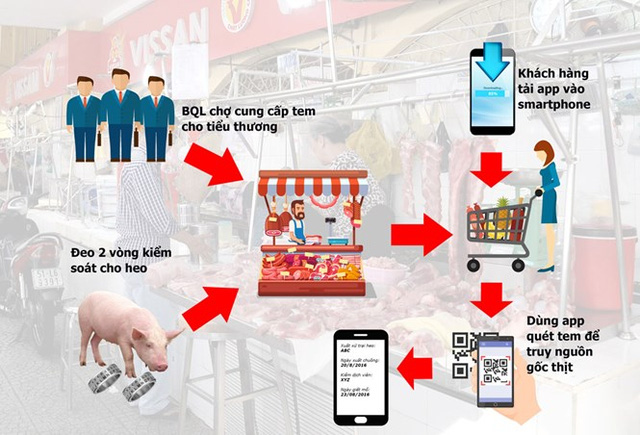 VISSAN
BQL chợ cung cấp tem
cho tiểu thương
Khách hàng
tải app vào
smartphone
Đeo 2 vòng kiểm
soát cho heo
Dùng app
quét tem để
truy nguồn
gốc thịt
Xuất xứ trại heo:
ABC
Ngày xuất chuồng:
20/8/2016
Kiểm dịch viên:
XYZ
Ngày giết mổ:
22/08/2016